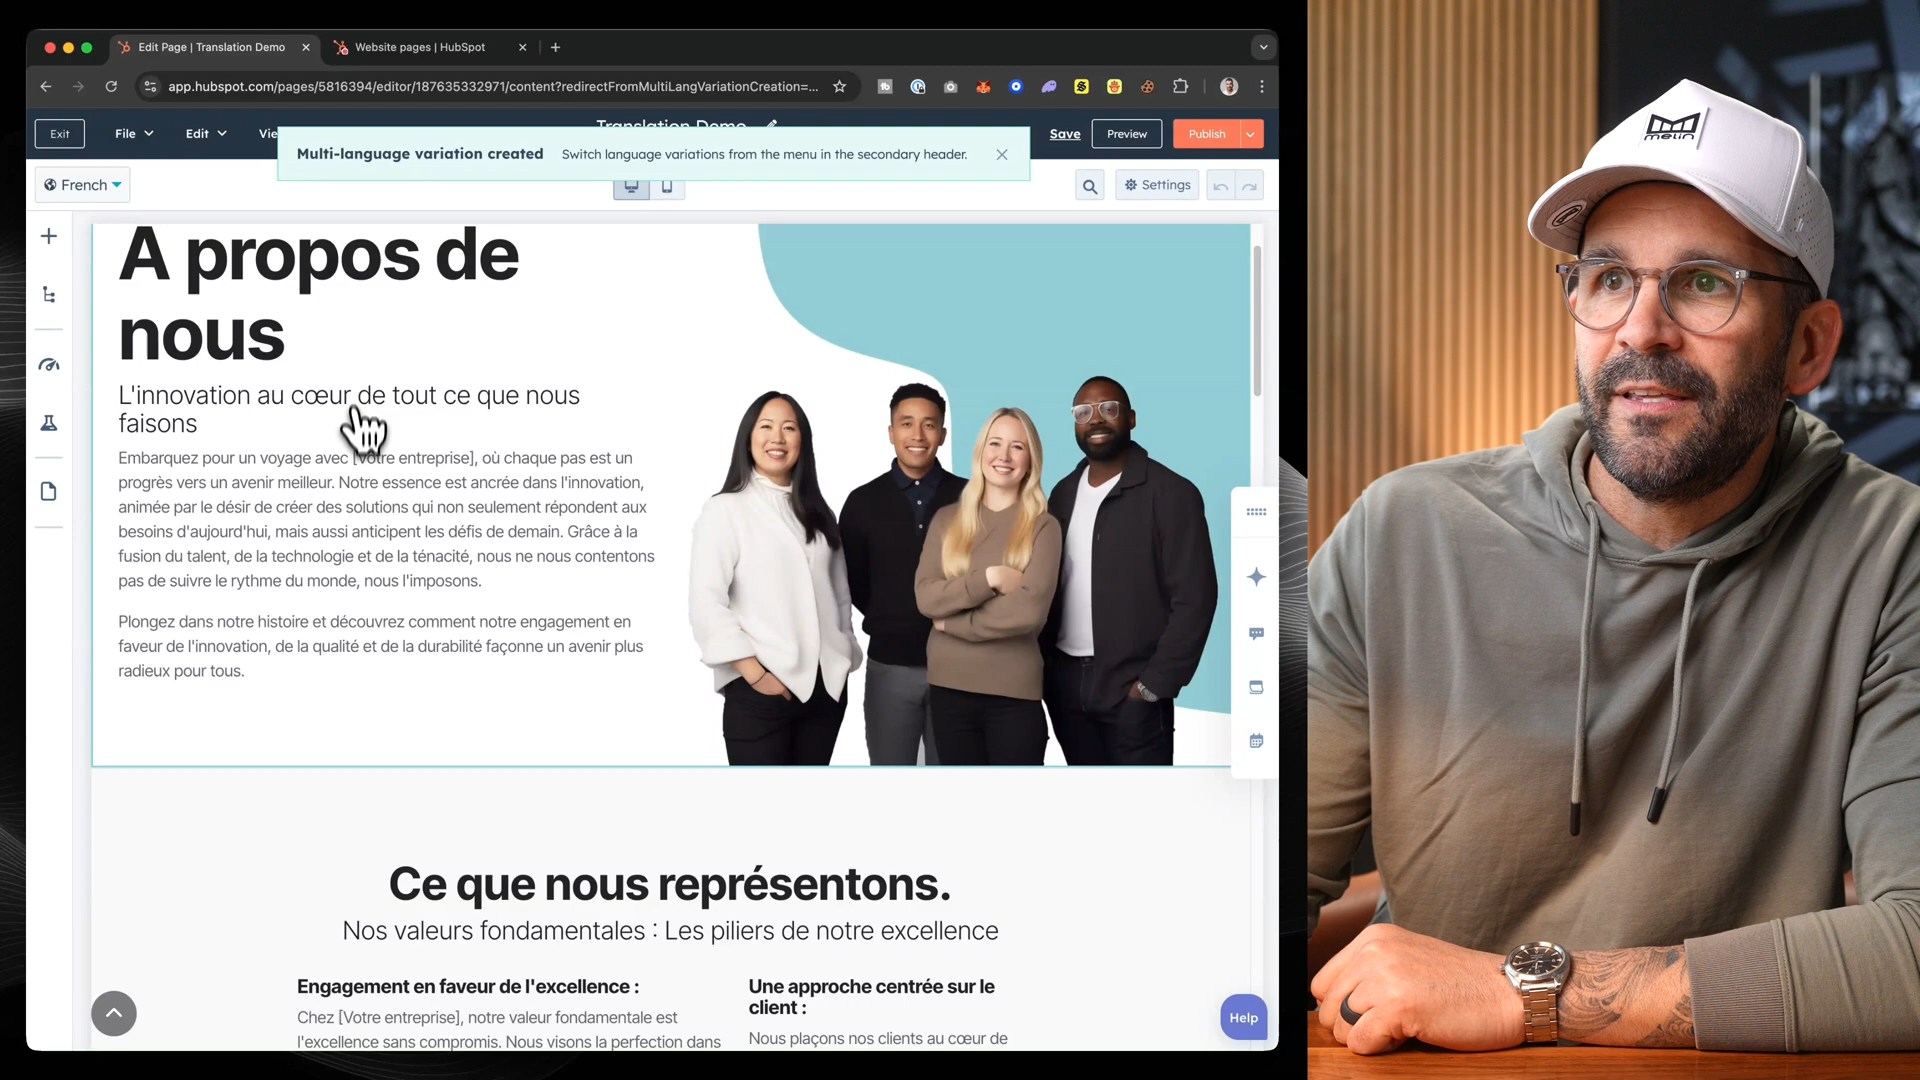 Edit Page | Translation Demo
Website pages | HubSpot
app.hubspot.com/pages/5816394/editor/187635332971/content?redirectFromMultiLangVariationCreation=...
Exit
File
Edit
Translation Demo
Save
Preview
Publish
Multi-language variation created
Switch language variations from the menu in the secondary header.
French
Settings
A propos de
nous
L'innovation au cœur de tout ce que nous
faisons
Embarquez pour un voyage avec [Votre entreprise], où chaque pas est un
progrès vers un avenir meilleur. Notre essence est ancrée dans l'innovation,
animée par le désir de créer des solutions qui non seulement répondent aux
besoins d'aujourd'hui, mais aussi anticipent les défis de demain. Grâce à la
fusion du talent, de la technologie et de la ténacité, nous ne nous contentons
pas de suivre le rythme du monde, nous l'imposons.
Plongez dans notre histoire et découvrez comment notre engagement en
faveur de l'innovation, de la qualité et de la durabilité façonne un avenir plus
radieux pour tous.
Ce que nous représentons.
Nos valeurs fondamentales : Les piliers de notre excellence
Engagement en faveur de l'excellence :
Chez [Votre entreprise], notre valeur fondamentale est
l'excellence sans compromis. Nous visons la perfection dans
Une approche centrée sur le
client :
Nous plaçons nos clients au cœur de
Help
melin